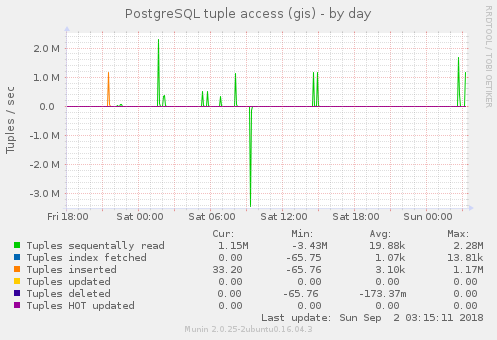 PostgreSQL tuple access (gis) - by day
RRDTOOL / TOBI OETIKER
Tuples / sec
2.0 M
1.0 M
0.0
-1.0 M
-2.0 M
-3.0 M
Fri 18:00 Sat 00:00 Sat 06:00 Sat 12:00 Sat 18:00 Sun 00:00
Cur: Min: Avg: Max:
Tuples sequentally read 1.15M -3.43M 19.88k 2.28M
Tuples index fetched 0.00 -65.75 1.07k 13.81k
Tuples inserted 33.20 -65.76 3.10k 1.17M
Tuples updated 0.00 0.00 0.00 0.00
Tuples deleted 0.00 -65.76 -173.37m 0.00
Tuples HOT updated 0.00 0.00 0.00 0.00
Last update: Sun Sep 2 03:15:11 2018
Munin 2.0.25-2ubuntu0.16.04.3